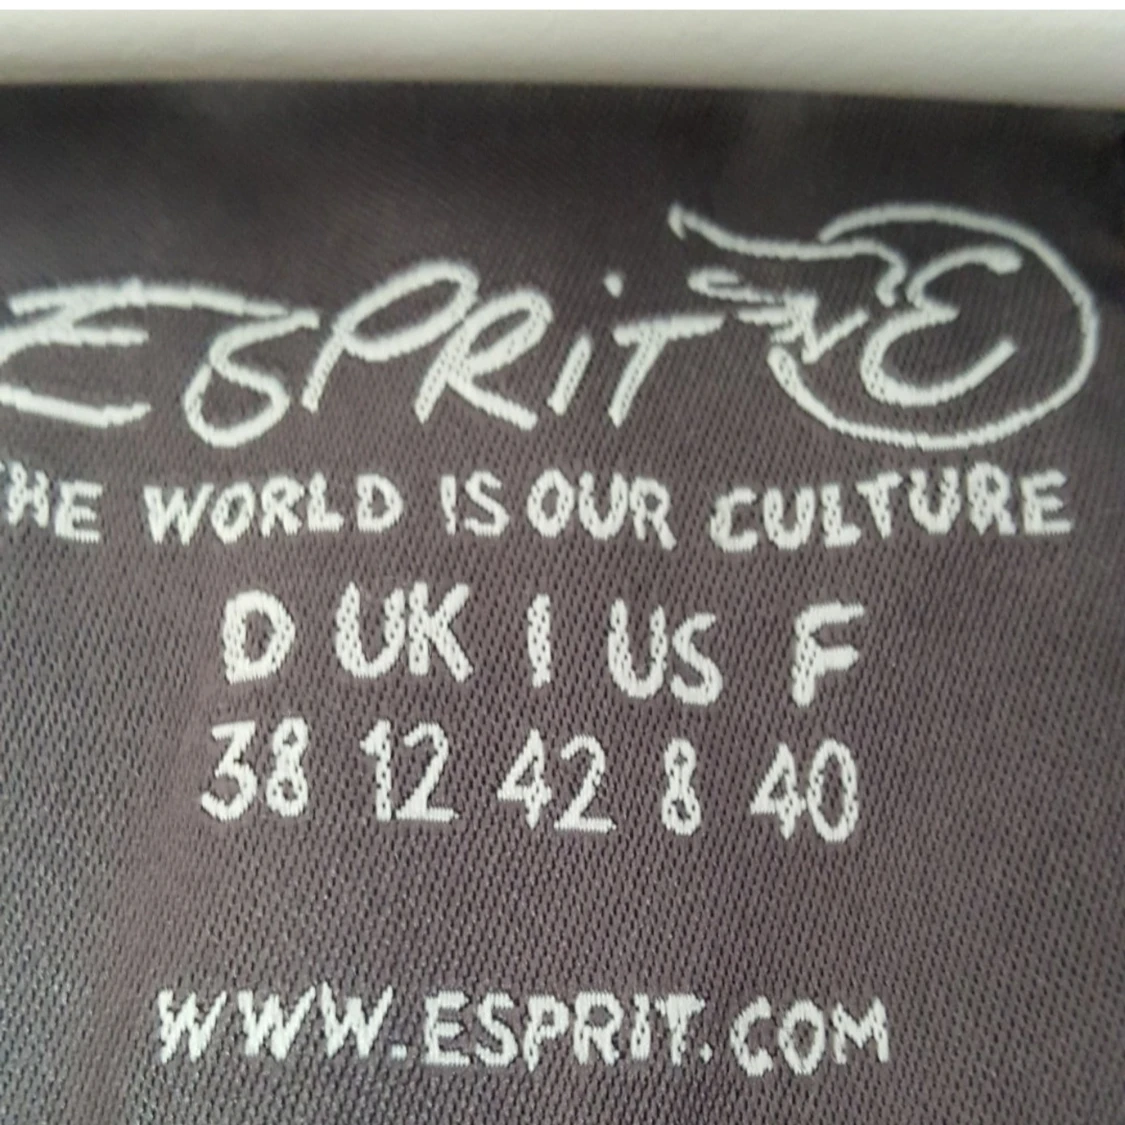 ESPRiT E
THE WORLD IS OUR CULTURE
D UK I US F
38 12 42 8 40
WWW.ESPRIT.COM